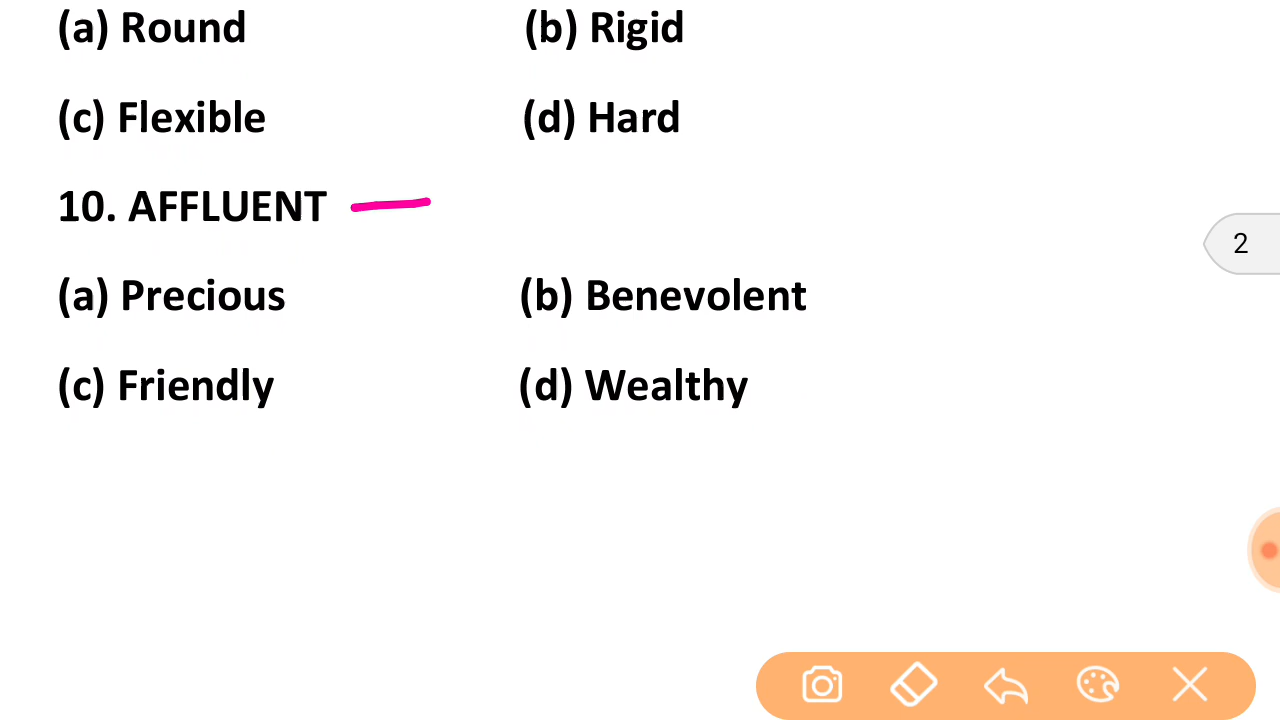 (a) Round (b) Rigid
(c) Flexible (d) Hard
10. AFFLUENT
2
(a) Precious (b) Benevolent
(c) Friendly (d) Wealthy